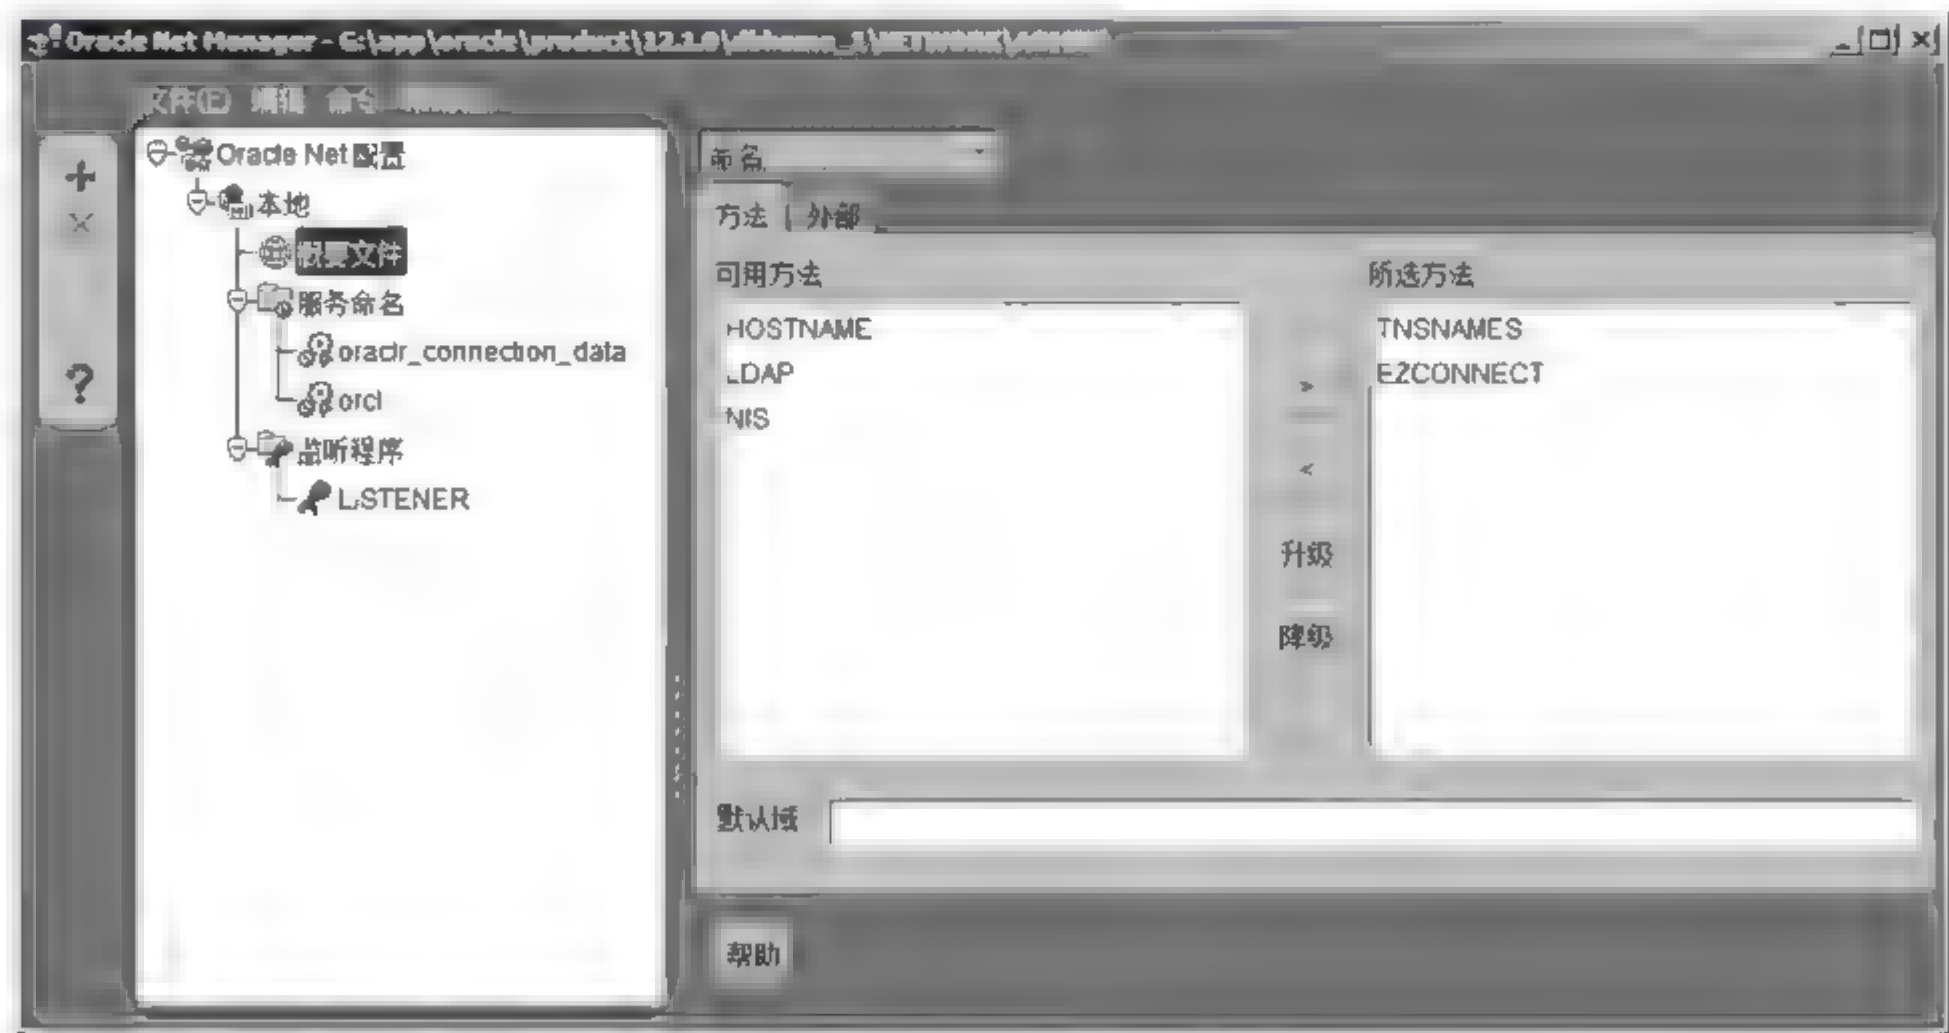 Oracle Net Manager - G:\app\oracle\product\12.1.0\dbhome_1\NETWORK\
文件(E) 编辑 命令
Oracle Net 配置
本地
概要文件
服务命名
oraclr_connection_data
orcl
监听程序
LISTENER
命名
方法 外部
可用方法
HOSTNAME
LDAP
NIS
>
<
升级
降级
所选方法
TNSNAMES
EZCONNECT
默认域
帮助